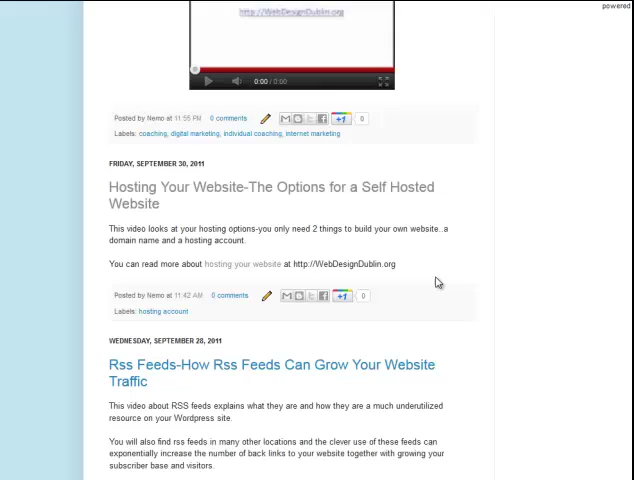 powered
http://WebDesignDublin.org
0:00 / 0:00
Posted by Nemo at 11:55 PM 0 comments +1 0
Labels: coaching, digital marketing, individual coaching, internet marketing
FRIDAY, SEPTEMBER 30, 2011
Hosting Your Website-The Options for a Self Hosted
Website
This video looks at your hosting options-you only need 2 things to build your own website..a
domain name and a hosting account.
You can read more about hosting your website at http://WebDesignDublin.org
Posted by Nemo at 11:42 AM 0 comments +1 0
Labels: hosting account
WEDNESDAY, SEPTEMBER 28, 2011
Rss Feeds-How Rss Feeds Can Grow Your Website
Traffic
This video about RSS feeds explains what they are and how they are a much underutilized
resource on your Wordpress site.
You will also find rss feeds in many other locations and the clever use of these feeds can
exponentially increase the number of back links to your website together with growing your
subscriber base and visitors.